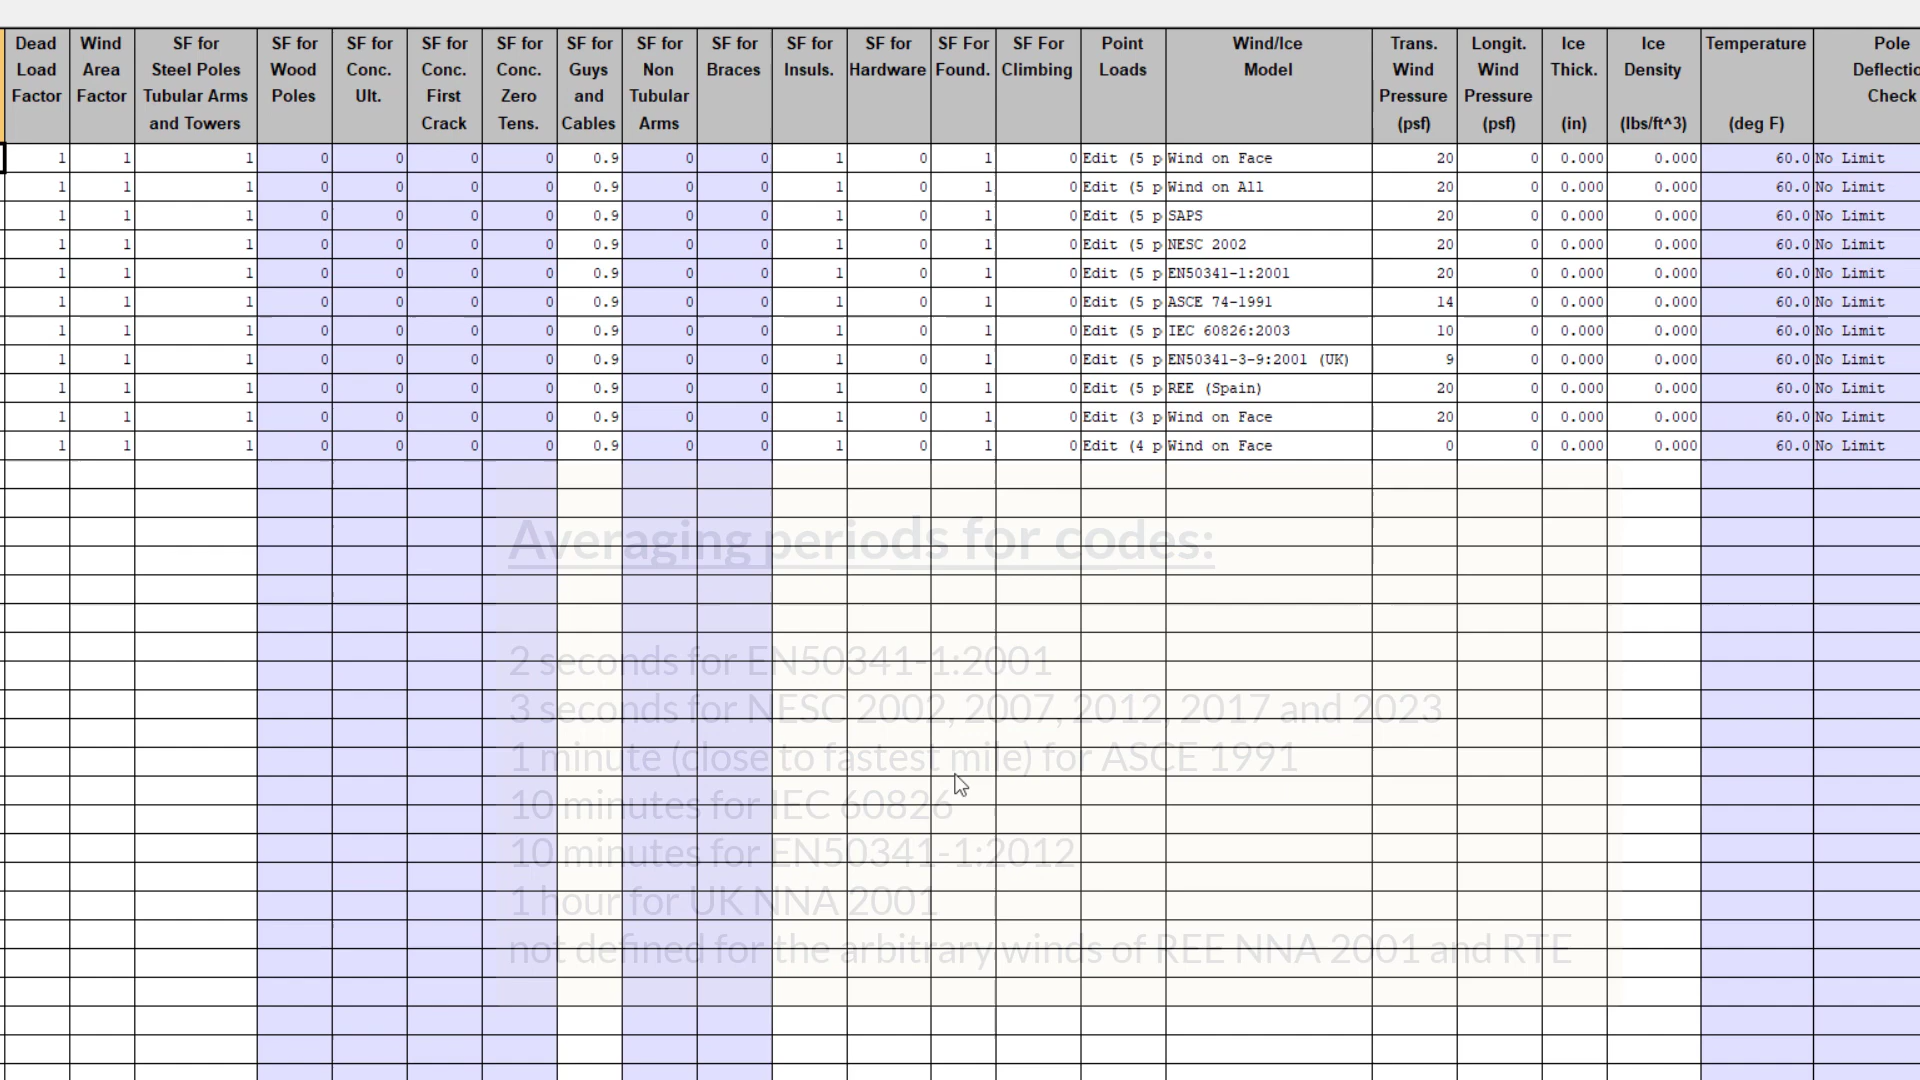 Dead Load Factor | Wind Area Factor | SF for Steel Poles Tubular Arms and Towers | SF for Wood Poles | SF for Conc. Ult. | SF for Conc. First Crack | SF for Conc. Zero Tens. | SF for Guys and Cables | SF for Non Tubular Arms | SF for Braces | SF for Insuls. | SF for Hardware | SF For Found. | SF For Climbing | Point Loads | Wind/Ice Model | Trans. Wind Pressure (psf) | Longit. Wind Pressure (psf) | Ice Thick. (in) | Ice Density (lbs/ft^3) | Temperature (deg F) | Pole Deflectio Check
1 1 1 0 0 0 0 0.9 0 0 1 0 1 0 Edit (5 p Wind on Face 20 0 0.000 0.000 60.0 No Limit
1 1 1 0 0 0 0 0.9 0 0 1 0 1 0 Edit (5 p Wind on All 20 0 0.000 0.000 60.0 No Limit
1 1 1 0 0 0 0 0.9 0 0 1 0 1 0 Edit (5 p SAPS 20 0 0.000 0.000 60.0 No Limit
1 1 1 0 0 0 0 0.9 0 0 1 0 1 0 Edit (5 p NESC 2002 20 0 0.000 0.000 60.0 No Limit
1 1 1 0 0 0 0 0.9 0 0 1 0 1 0 Edit (5 p EN50341-1:2001 20 0 0.000 0.000 60.0 No Limit
1 1 1 0 0 0 0 0.9 0 0 1 0 1 0 Edit (5 p ASCE 74-1991 14 0 0.000 0.000 60.0 No Limit
1 1 1 0 0 0 0 0.9 0 0 1 0 1 0 Edit (5 p IEC 60826:2003 10 0 0.000 0.000 60.0 No Limit
1 1 1 0 0 0 0 0.9 0 0 1 0 1 0 Edit (5 p EN50341-3-9:2001 (UK) 9 0 0.000 0.000 60.0 No Limit
1 1 1 0 0 0 0 0.9 0 0 1 0 1 0 Edit (5 p REE (Spain) 20 0 0.000 0.000 60.0 No Limit
1 1 1 0 0 0 0 0.9 0 0 1 0 1 0 Edit (3 p Wind on Face 20 0 0.000 0.000 60.0 No Limit
1 1 1 0 0 0 0 0.9 0 0 1 0 1 0 Edit (4 p Wind on Face 0 0 0.000 0.000 60.0 No Limit
Averaging periods for codes:
2 seconds for EN50341-1:2001
3 seconds for NESC 2002, 2007, 2012, 2017 and 2023
1 minute (close to fastest mile) for ASCE 1991
10 minutes for IEC 60826
10 minutes for EN50341-1:2012
1 hour for UK NNA 2001
not defined for the arbitrary winds of REE NNA 2001 and RTE